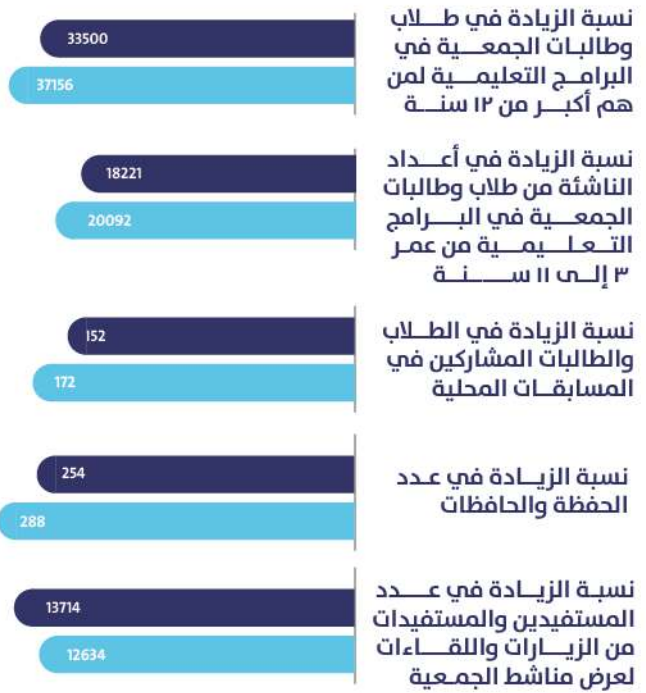 نسبة الزيادة في طلاب
وطالبات الجمعية في
البرامج التعليمية لمن
هم أكبر من ١٢ سنة
33500
37156
نسبة الزيادة في أعداد
الناشئة من طلاب وطالبات
الجمعية في البرامج
التعليمية من عمر
٣ إلى ١١ سنة
18221
20092
نسبة الزيادة في الطلاب
والطالبات المشاركين في
المسابقات المحلية
152
172
نسبة الزيادة في عدد
الحفظة والحافظات
254
288
نسبة الزيادة في عدد
المستفيدين والمستفيدات
من الزيارات واللقاءات
لعرض مناشط الجمعية
13714
12634